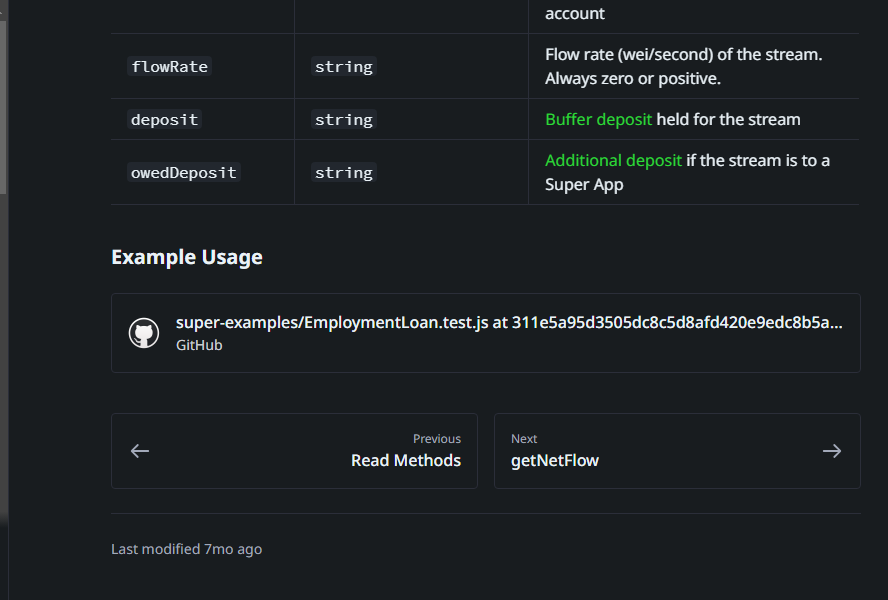 account
flowRate
string
Flow rate (wei/second) of the stream.
Always zero or positive.
deposit
string
Buffer deposit held for the stream
owedDeposit
string
Additional deposit if the stream is to a
Super App
Example Usage
super-examples/EmploymentLoan.test.js at 311e5a95d3505dc8c5d8afd420e9edc8b5a...
GitHub
Previous
Read Methods
Next
getNetFlow
Last modified 7mo ago